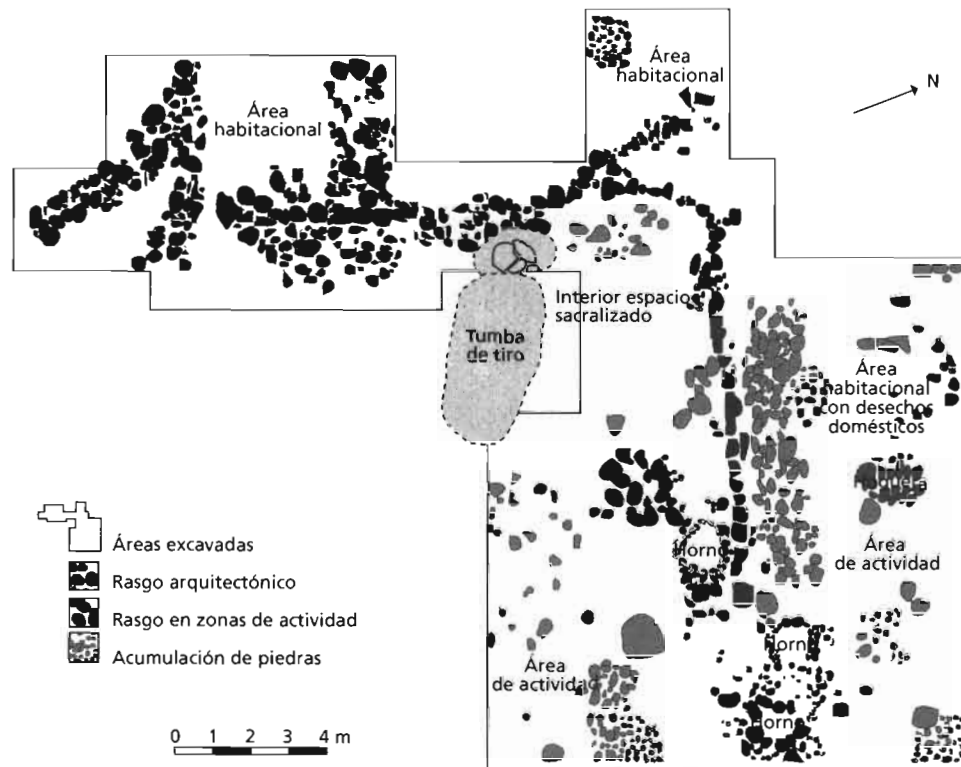 Área
habitacional
Área
habitacional
N
Interior espacio
sacralizado
Tumba
de tiro
Área
habitacional
con desechos
domésticos
Hoguera
Horno
Área
de actividad
Área
de actividad
Horno
Horno
Áreas excavadas
Rasgo arquitectónico
Rasgo en zonas de actividad
Acumulación de piedras
0 1 2 3 4 m